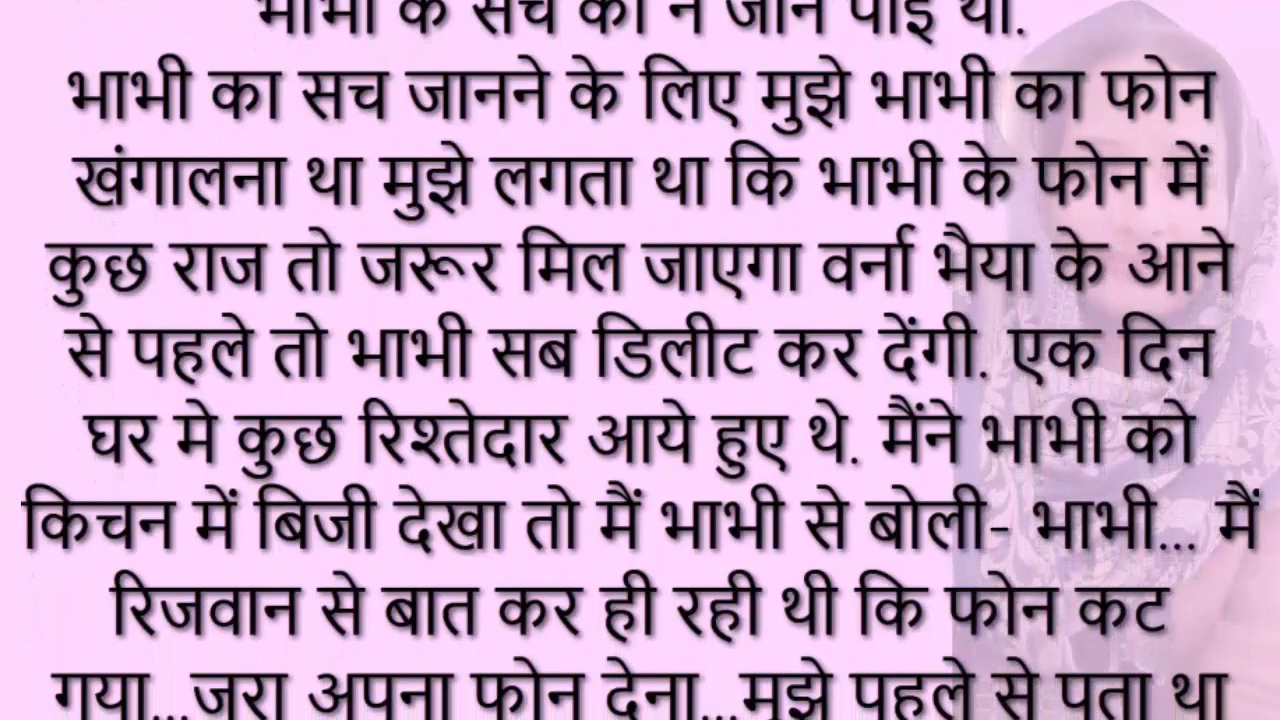 भाभी के सच को न जान पाई थी.
भाभी का सच जानने के लिए मुझे भाभी का फोन
खंगालना था मुझे लगता था कि भाभी के फोन में
कुछ राज तो जरूर मिल जाएगा वर्ना भैया के आने
से पहले तो भाभी सब डिलीट कर देंगी. एक दिन
घर मे कुछ रिश्तेदार आये हुए थे. मैंने भाभी को
किचन में बिजी देखा तो मैं भाभी से बोली- भाभी... मैं
रिजवान से बात कर ही रही थी कि फोन कट
गया...जरा अपना फोन देना...मुझे पहले से पता था